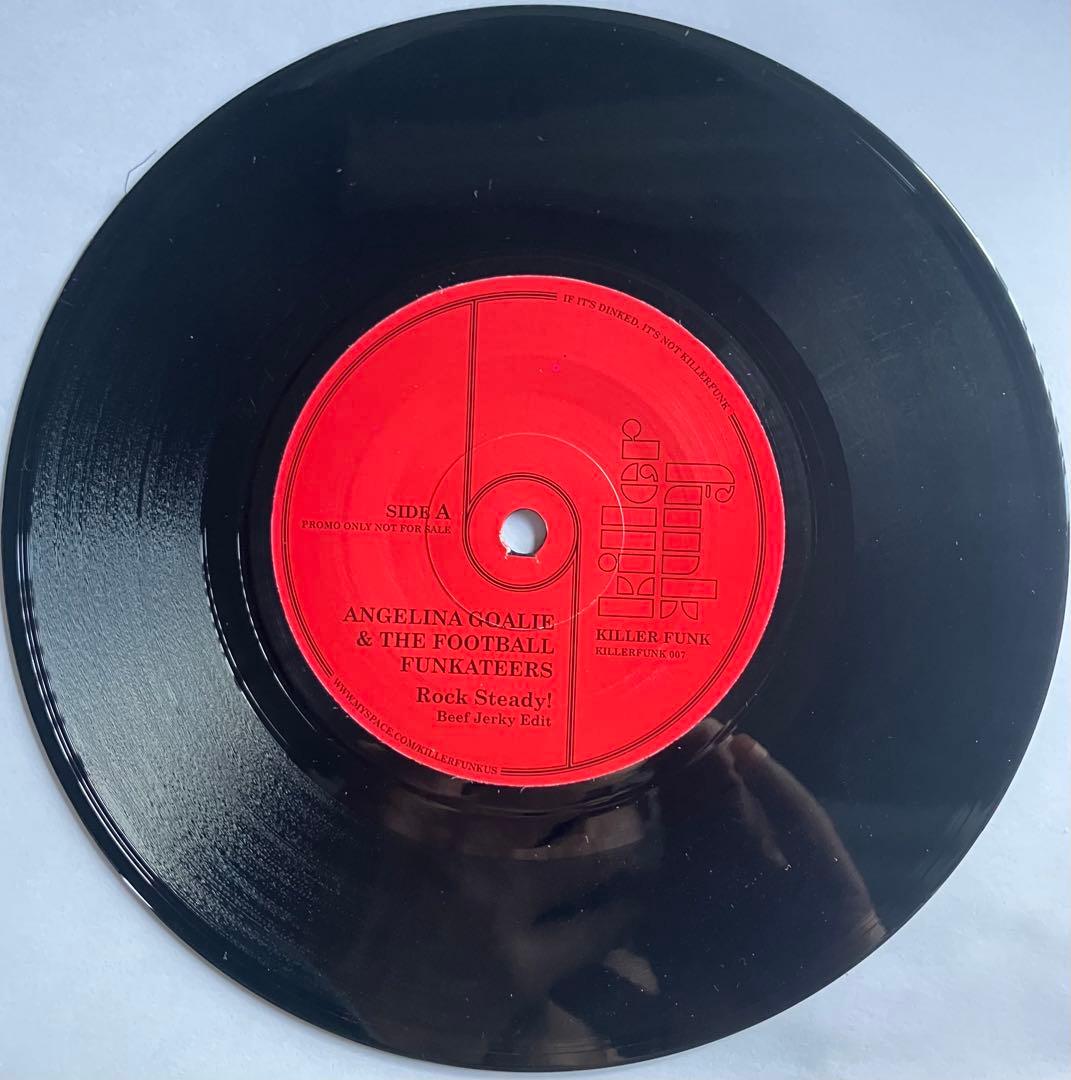 IF IT'S DINKED, IT'S NOT KILLERFUNK
killer
funk
SIDE A
PROMO ONLY NOT FOR SALE
ANGELINA GOALIE
& THE FOOTBALL
FUNKATEERS
Rock Steady!
Beef Jerky Edit
KILLER FUNK
KILLERFUNK 007
WWW.MYSPACE.COM/KILLERFUNKUS